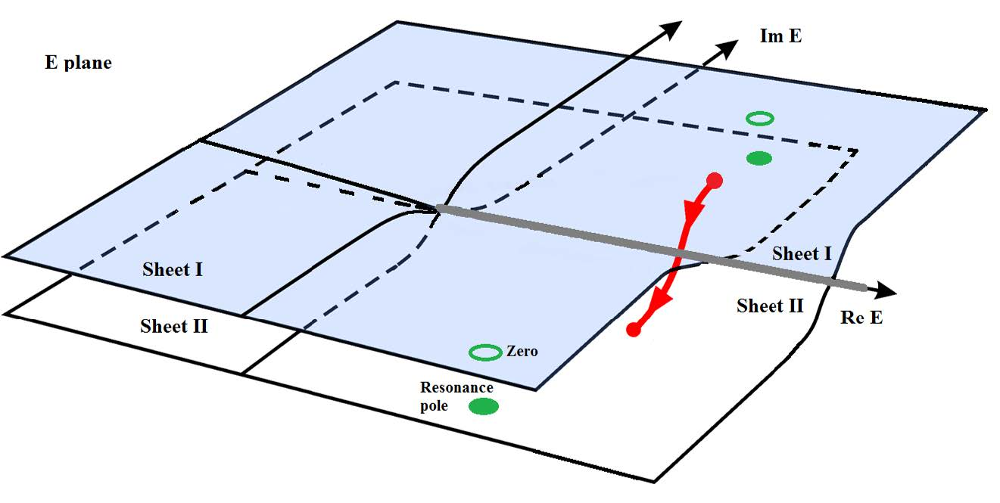 Im E
E plane
Sheet I
Sheet I
Sheet II
Re E
Sheet II
Zero
Resonance
pole